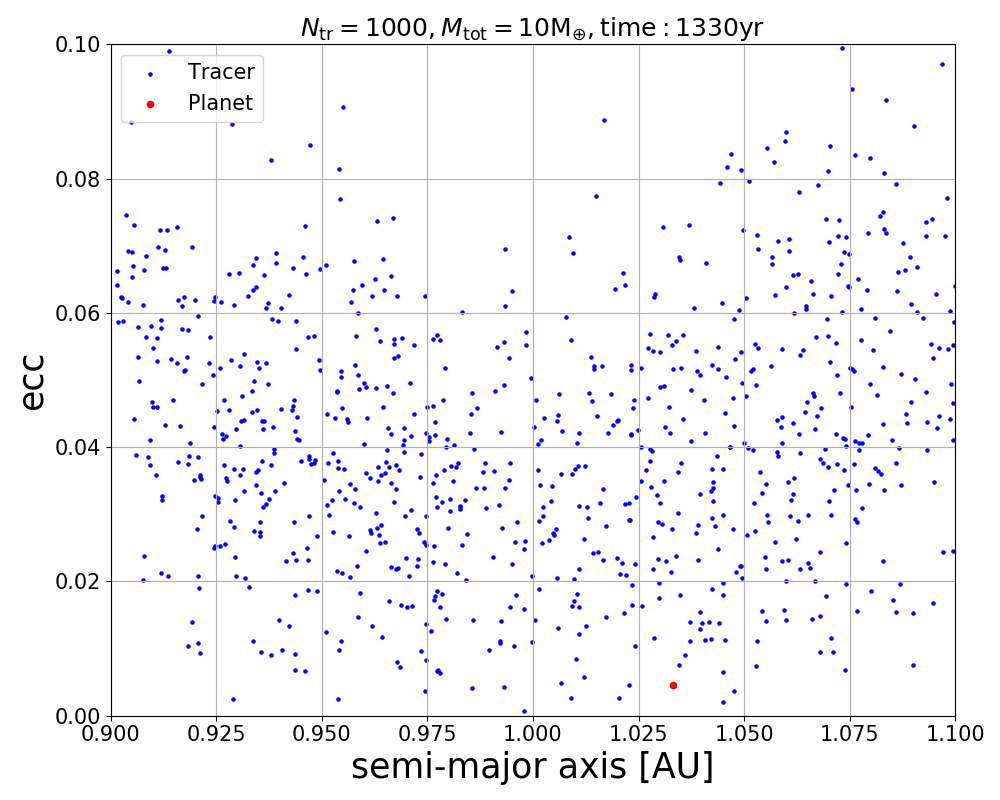 N_tr = 1000, M_tot = 10M_⊕, time : 1330yr
Tracer
Planet
0.10
0.08
0.06
0.04
0.02
0.00
ecc
0.900 0.925 0.950 0.975 1.000 1.025 1.050 1.075 1.100
semi-major axis [AU]